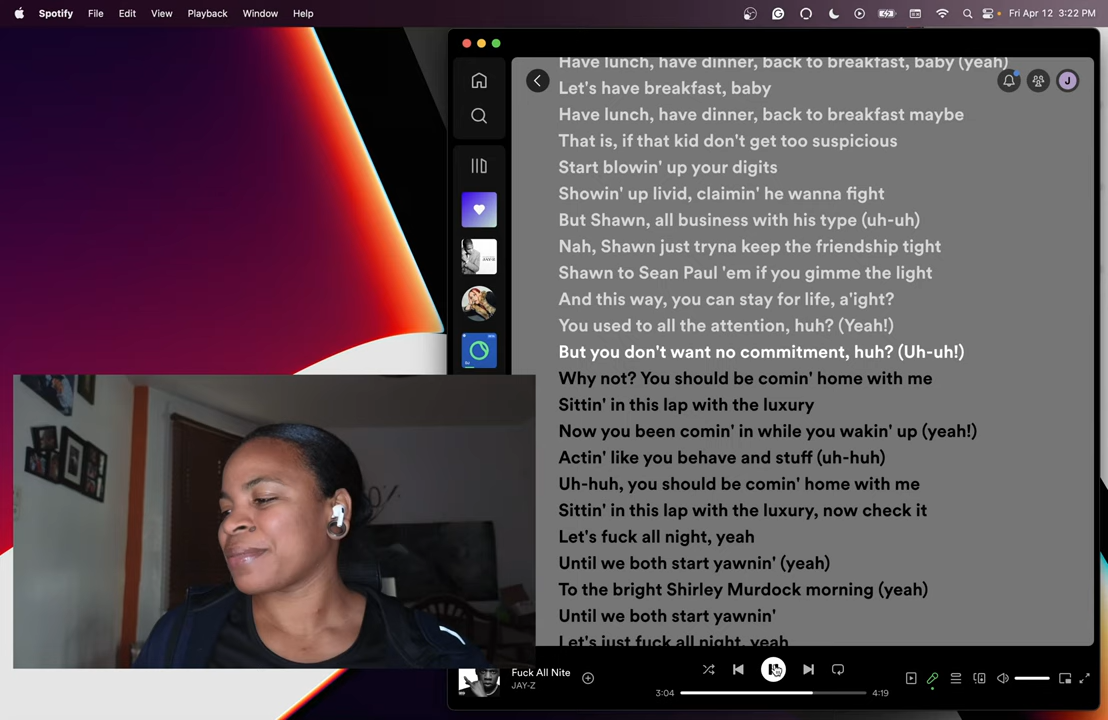 Spotify File Edit View Playback Window Help Fri Apr 12 3:22 PM
Have lunch, have dinner, back to breakfast, baby (yeah)
J
Let's have breakfast, baby
Have lunch, have dinner, back to breakfast maybe
That is, if that kid don't get too suspicious
Start blowin' up your digits
Showin' up livid, claimin' he wanna fight
But Shawn, all business with his type (uh-uh)
Nah, Shawn just tryna keep the friendship tight
Shawn to Sean Paul 'em if you gimme the light
And this way, you can stay for life, a'ight?
You used to all the attention, huh? (Yeah!)
But you don't want no commitment, huh? (Uh-uh!)
Why not? You should be comin' home with me
Sittin' in this lap with the luxury
Now you been comin' in while you wakin' up (yeah!)
Actin' like you behave and stuff (uh-huh)
Uh-huh, you should be comin' home with me
Sittin' in this lap with the luxury, now check it
Let's fuck all night, yeah
Until we both start yawnin' (yeah)
To the bright Shirley Murdock morning (yeah)
Until we both start yawnin'
Let's just fuck all night, yeah
Fuck All Nite
JAY-Z
3:04 4:19